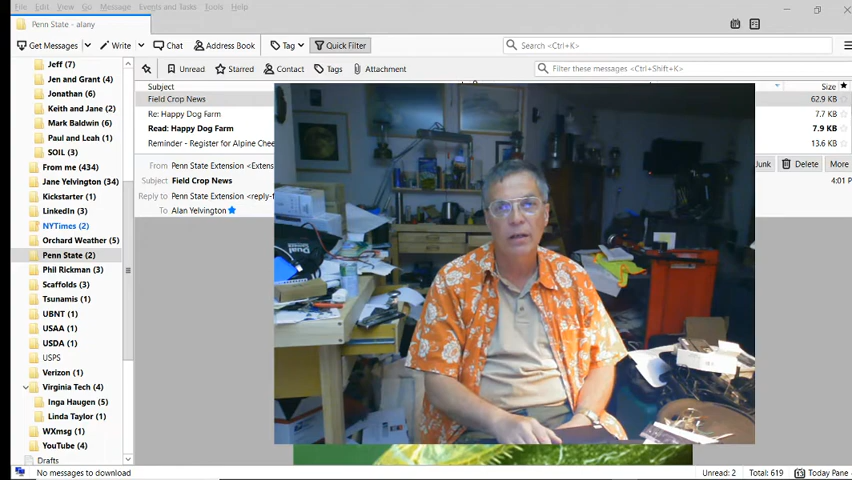 File Edit View Go Message Events and Tasks Tools Help
Penn State - alany
Get Messages Write Chat Address Book Tag Quick Filter Search <Ctrl+K>
Unread Starred Contact Tags Attachment Filter these messages <Ctrl+Shift+K>
Subject Size
Field Crop News 62.9 KB
Re: Happy Dog Farm 7.7 KB
Read: Happy Dog Farm 7.9 KB
Reminder - Register for Alpine Chee 13.6 KB
From Penn State Extension <Extens Junk Delete More
Subject Field Crop News 4:01 P
Reply to Penn State Extension <reply-f
To Alan Yelvington
Jeff (7)
Jen and Grant (4)
Jonathan (6)
Keith and Jane (2)
Mark Baldwin (6)
Paul and Leah (1)
SOIL (3)
From me (434)
Jane Yelvington (34)
Kickstarter (1)
LinkedIn (3)
NYTimes (2)
Orchard Weather (5)
Penn State (2)
Phil Rickman (3)
Scaffolds (3)
Tsunamis (1)
UBNT (1)
USAA (1)
USDA (1)
USPS
Verizon (1)
Virginia Tech (4)
Inga Haugen (5)
Linda Taylor (1)
WXmsg (1)
YouTube (4)
Drafts
No messages to download Unread: 2 Total: 619 Today Pane